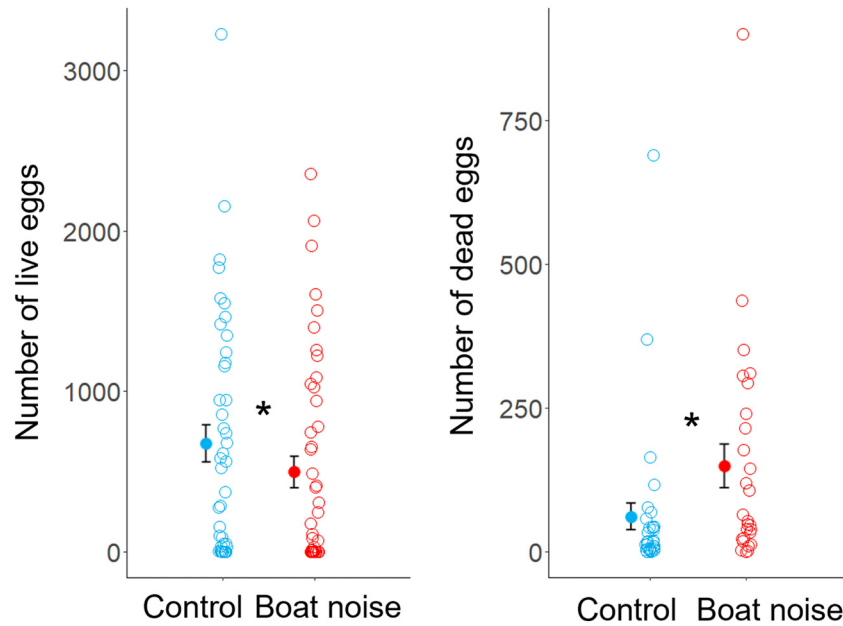 Number of live eggs
3000
2000
1000
0
*
Control
Boat noise
Number of dead eggs
750
500
250
0
*
Control
Boat noise